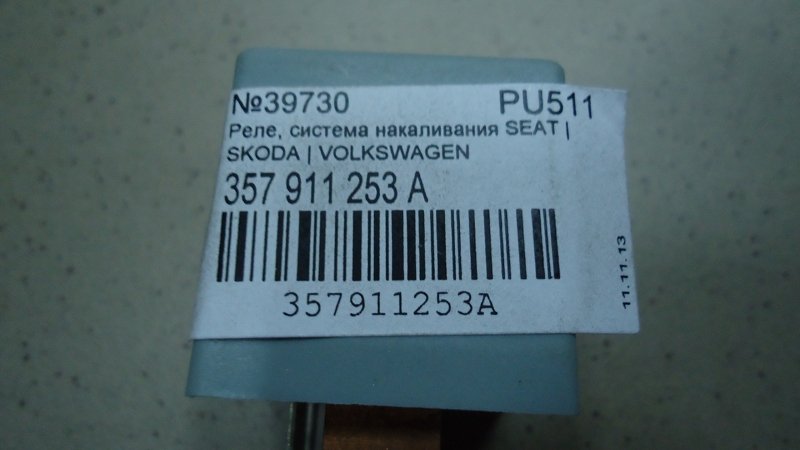 №39730 PU511
Реле, система накаливания SEAT |
SKODA | VOLKSWAGEN
357 911 253 A
357911253A
11.11.13